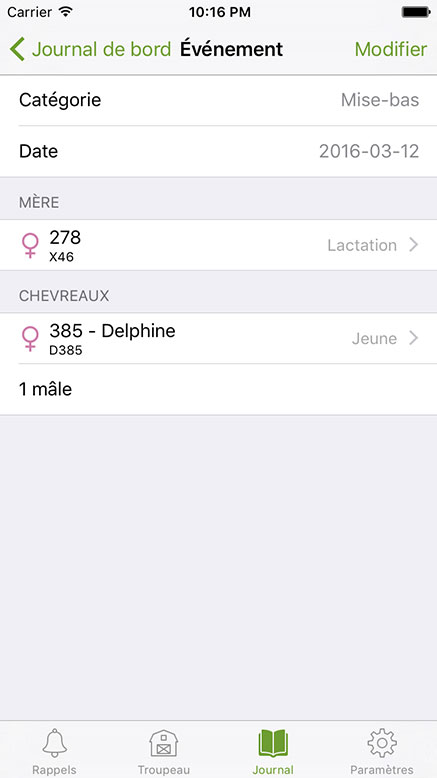 Carrier 10:16 PM
Journal de bord Événement Modifier
Catégorie Mise-bas
Date 2016-03-12
MÈRE
278
X46
Lactation
CHEVREAUX
385 - Delphine
D385
Jeune
1 mâle
Rappels Troupeau Journal Paramètres